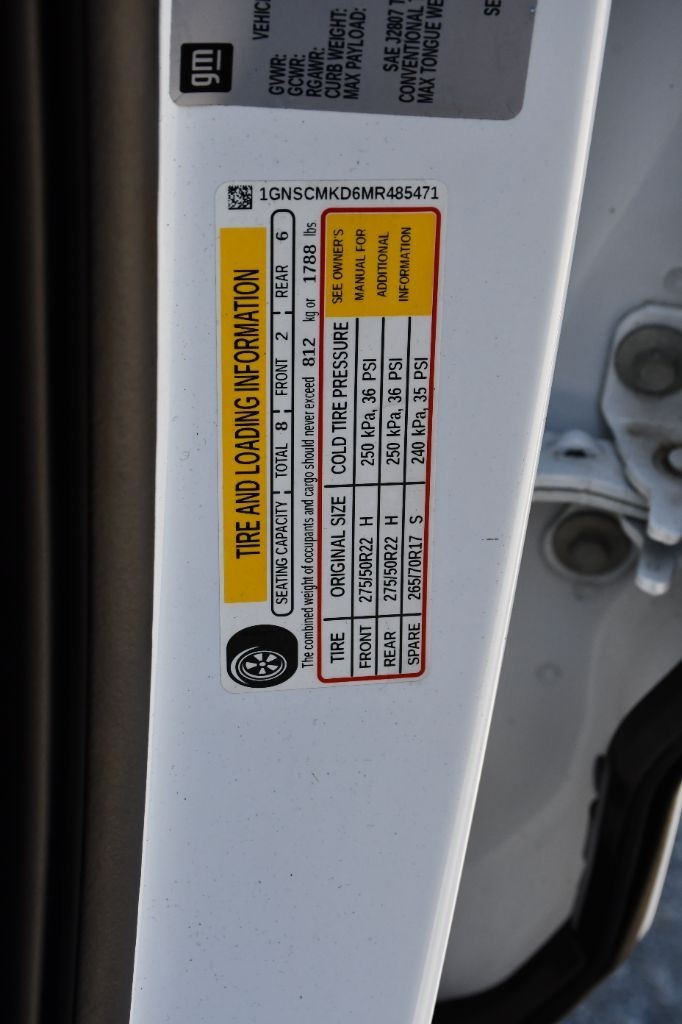 gm
GVWR:
GCWR:
RGAWR:
CURB WEIGHT:
MAX PAYLOAD:
SAE J2807
CONVENTIONAL
MAX TONGUE
1GNSCMKD6MR485471
TIRE AND LOADING INFORMATION
SEATING CAPACITY TOTAL 8 FRONT 2 REAR 6
The combined weight of occupants and cargo should never exceed 812 kg or 1788 lbs
TIRE ORIGINAL SIZE COLD TIRE PRESSURE
FRONT 275/50R22 H 250 kPa, 36 PSI
REAR 275/50R22 H 250 kPa, 36 PSI
SPARE 265/70R17 S 240 kPa, 35 PSI
SEE OWNER'S
MANUAL FOR
ADDITIONAL
INFORMATION